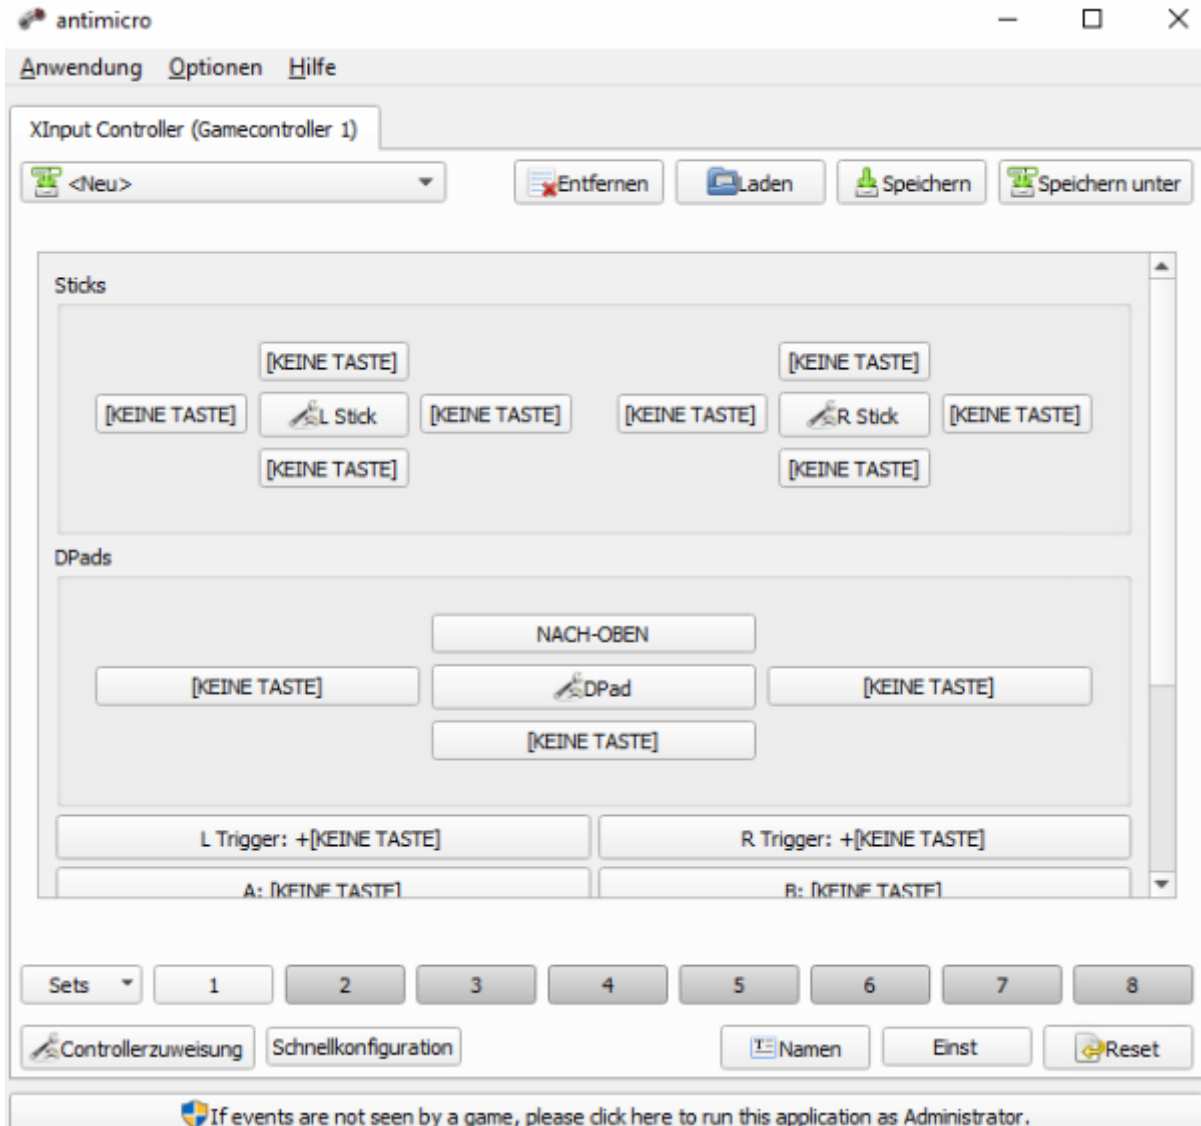 antimicro
Anwendung Optionen Hilfe
XInput Controller (Gamecontroller 1)
<Neu> Entfernen Laden Speichern Speichern unter
Sticks
[KEINE TASTE] [KEINE TASTE]
[KEINE TASTE] L Stick [KEINE TASTE] [KEINE TASTE] R Stick [KEINE TASTE]
[KEINE TASTE] [KEINE TASTE]
DPads
NACH-OBEN
[KEINE TASTE] DPad [KEINE TASTE]
[KEINE TASTE]
L Trigger: +[KEINE TASTE] R Trigger: +[KEINE TASTE]
A: [KEINE TASTE] B: [KEINE TASTE]
Sets 1 2 3 4 5 6 7 8
Controllerzuweisung Schnellkonfiguration Namen Einst Reset
If events are not seen by a game, please click here to run this application as Administrator.